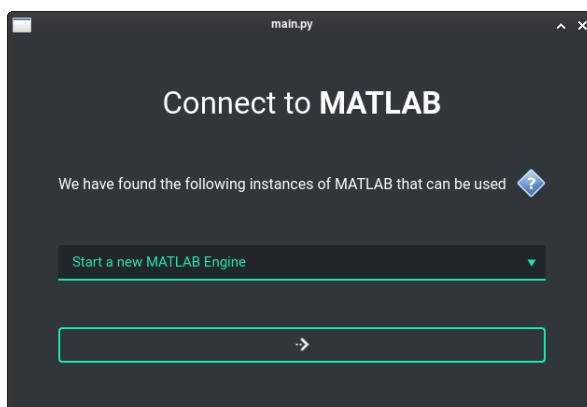 main.py
Connect to MATLAB
We have found the following instances of MATLAB that can be used ?
Start a new MATLAB Engine